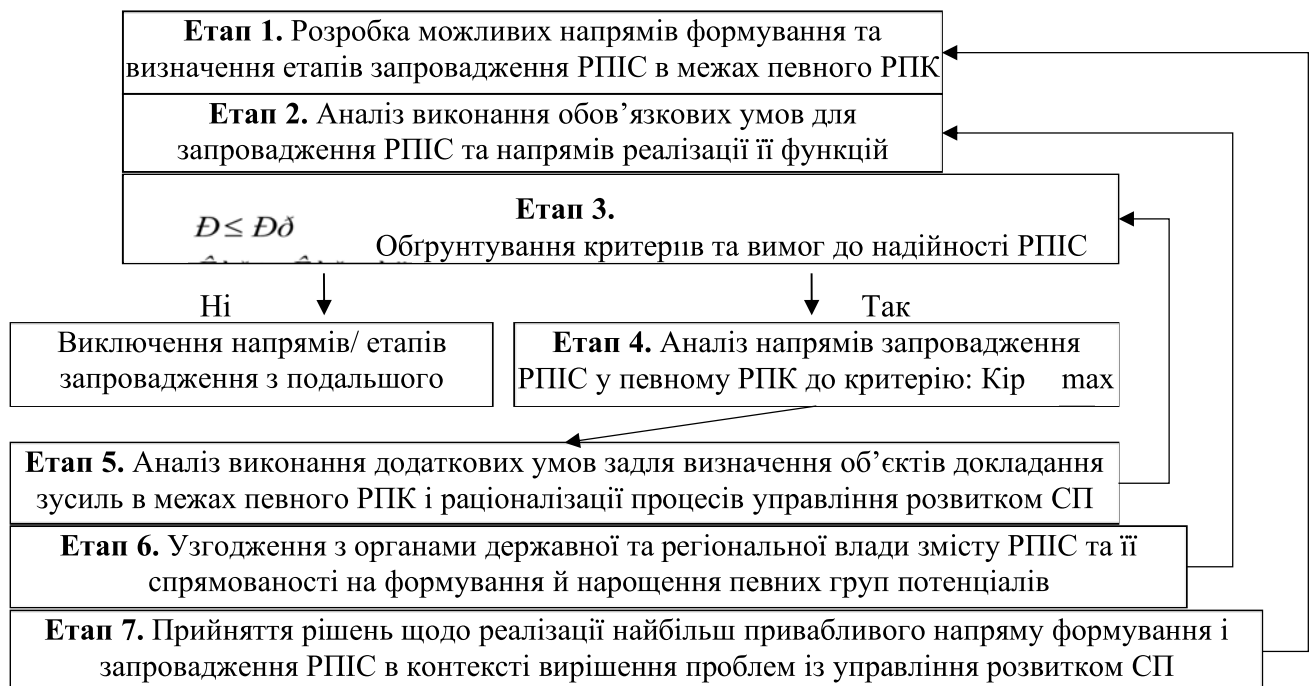 Етап 1. Розробка можливих напрямів формування та
визначення етапів запровадження РПІС в межах певного РПК
Етап 2. Аналіз виконання обов’язкових умов для
запровадження РПІС та напрямів реалізації її функцій
Етап 3.
Ð ≤ Ðð
Обґрунтування критеріїв та вимог до надійності РПІС
Ні
Так
Виключення напрямів/ етапів
запровадження з подальшого
Етап 4. Аналіз напрямів запровадження
РПІС у певному РПК до критерію: Кір max
Етап 5. Аналіз виконання додаткових умов задля визначення об’єктів докладання
зусиль в межах певного РПК і раціоналізації процесів управління розвитком СП
Етап 6. Узгодження з органами державної та регіональної влади змісту РПІС та її
спрямованості на формування й нарощення певних груп потенціалів
Етап 7. Прийняття рішень щодо реалізації найбільш привабливого напряму формування і
запровадження РПІС в контексті вирішення проблем із управління розвитком СП